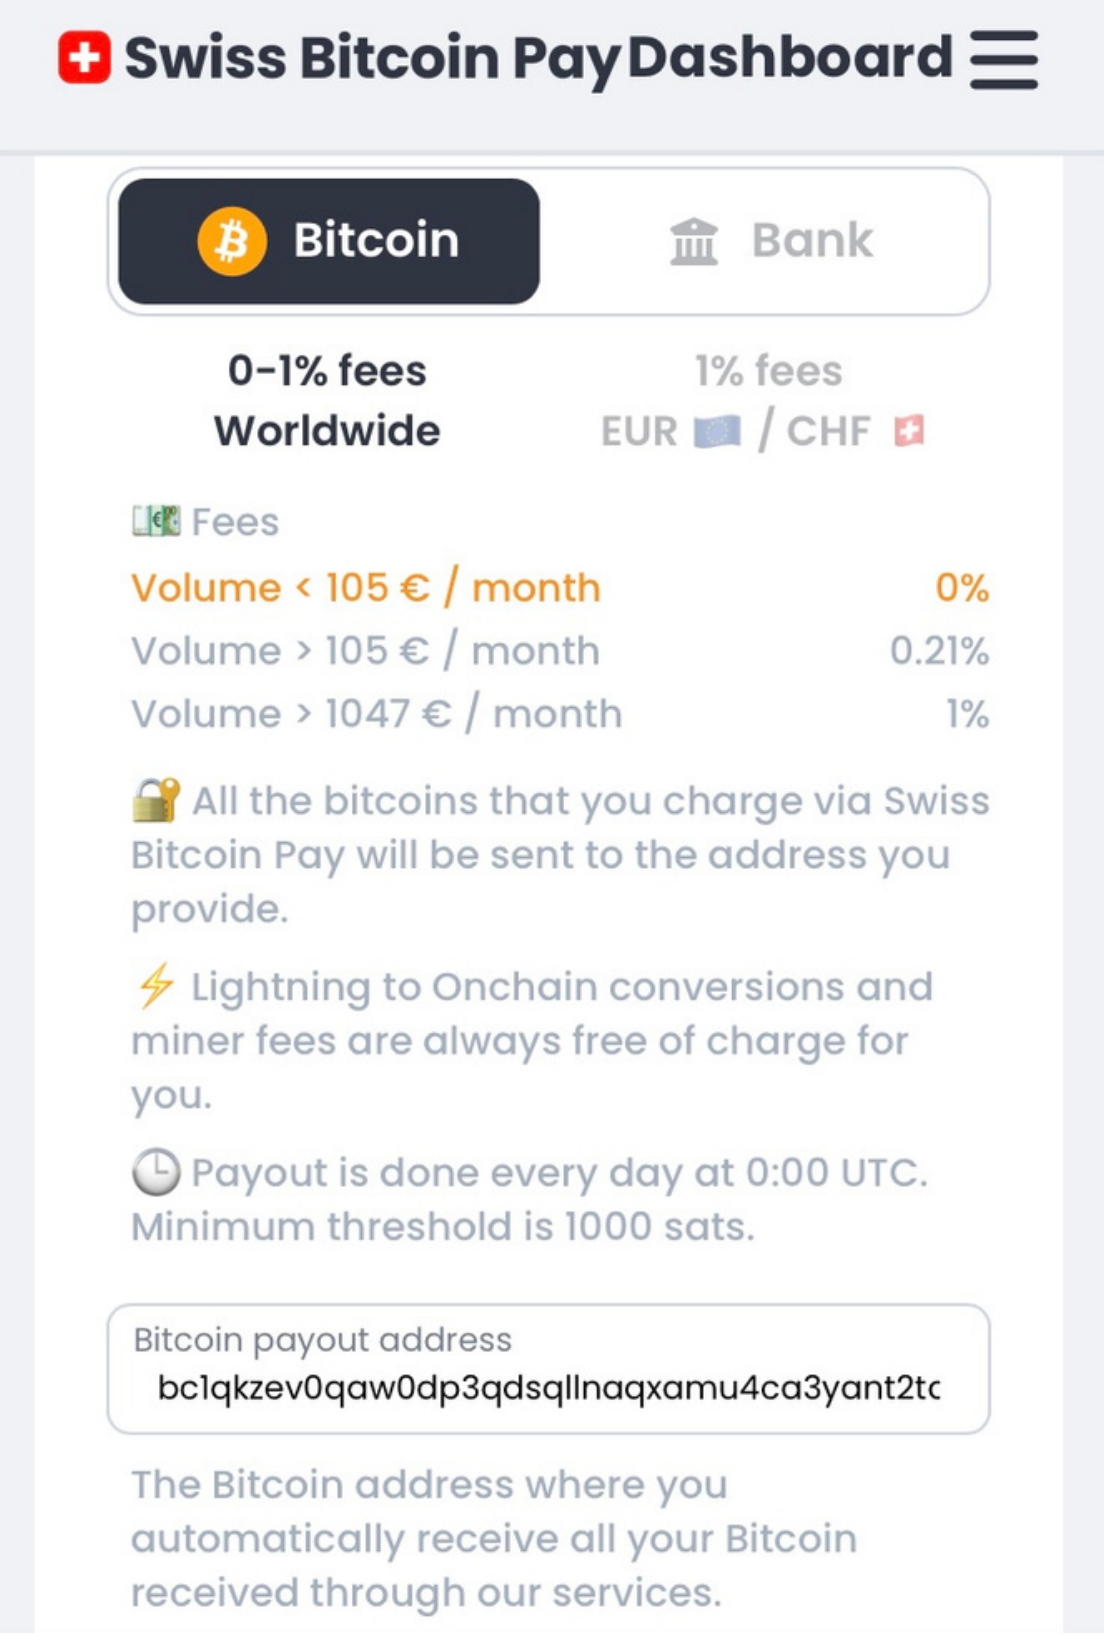 Swiss Bitcoin Pay Dashboard
Bitcoin Bank
0-1% fees 1% fees
Worldwide EUR / CHF
Fees
Volume < 105 € / month 0%
Volume > 105 € / month 0.21%
Volume > 1047 € / month 1%
All the bitcoins that you charge via Swiss
Bitcoin Pay will be sent to the address you
provide.
Lightning to Onchain conversions and
miner fees are always free of charge for
you.
Payout is done every day at 0:00 UTC.
Minimum threshold is 1000 sats.
Bitcoin payout address
bc1qkzev0qaw0dp3qdsqllnaqxamu4ca3yant2tc
The Bitcoin address where you
automatically receive all your Bitcoin
received through our services.